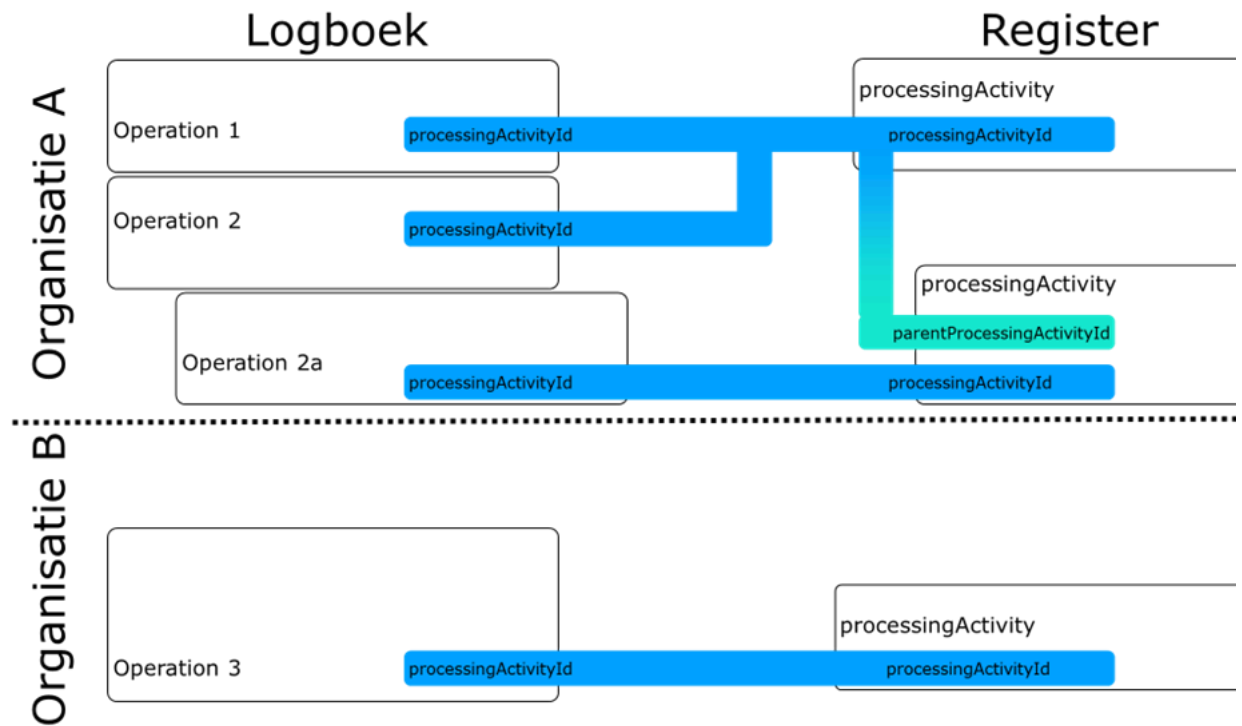 Logboek
Register
Organisatie A
processingActivity
Operation 1
processingActivityId
processingActivityId
Operation 2
processingActivityId
processingActivity
parentProcessingActivityId
Operation 2a
processingActivityId
processingActivityId
Organisatie B
processingActivity
Operation 3
processingActivityId
processingActivityId